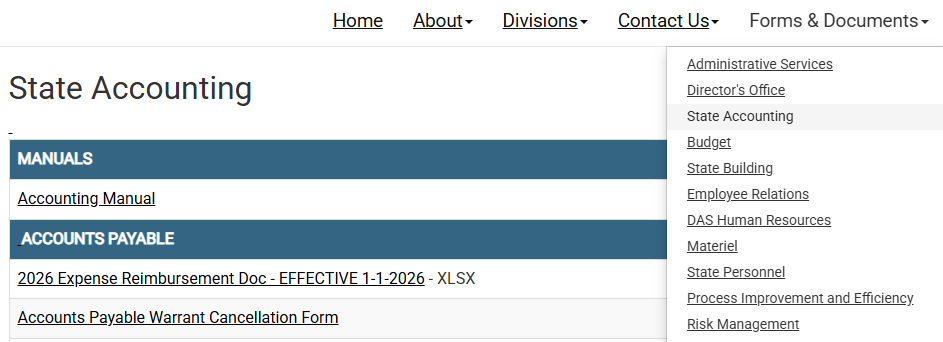 Home About Divisions Contact Us Forms & Documents
State Accounting
MANUALS
Accounting Manual
ACCOUNTS PAYABLE
2026 Expense Reimbursement Doc - EFFECTIVE 1-1-2026 - XLSX
Accounts Payable Warrant Cancellation Form
Administrative Services
Director's Office
State Accounting
Budget
State Building
Employee Relations
DAS Human Resources
Materiel
State Personnel
Process Improvement and Efficiency
Risk Management